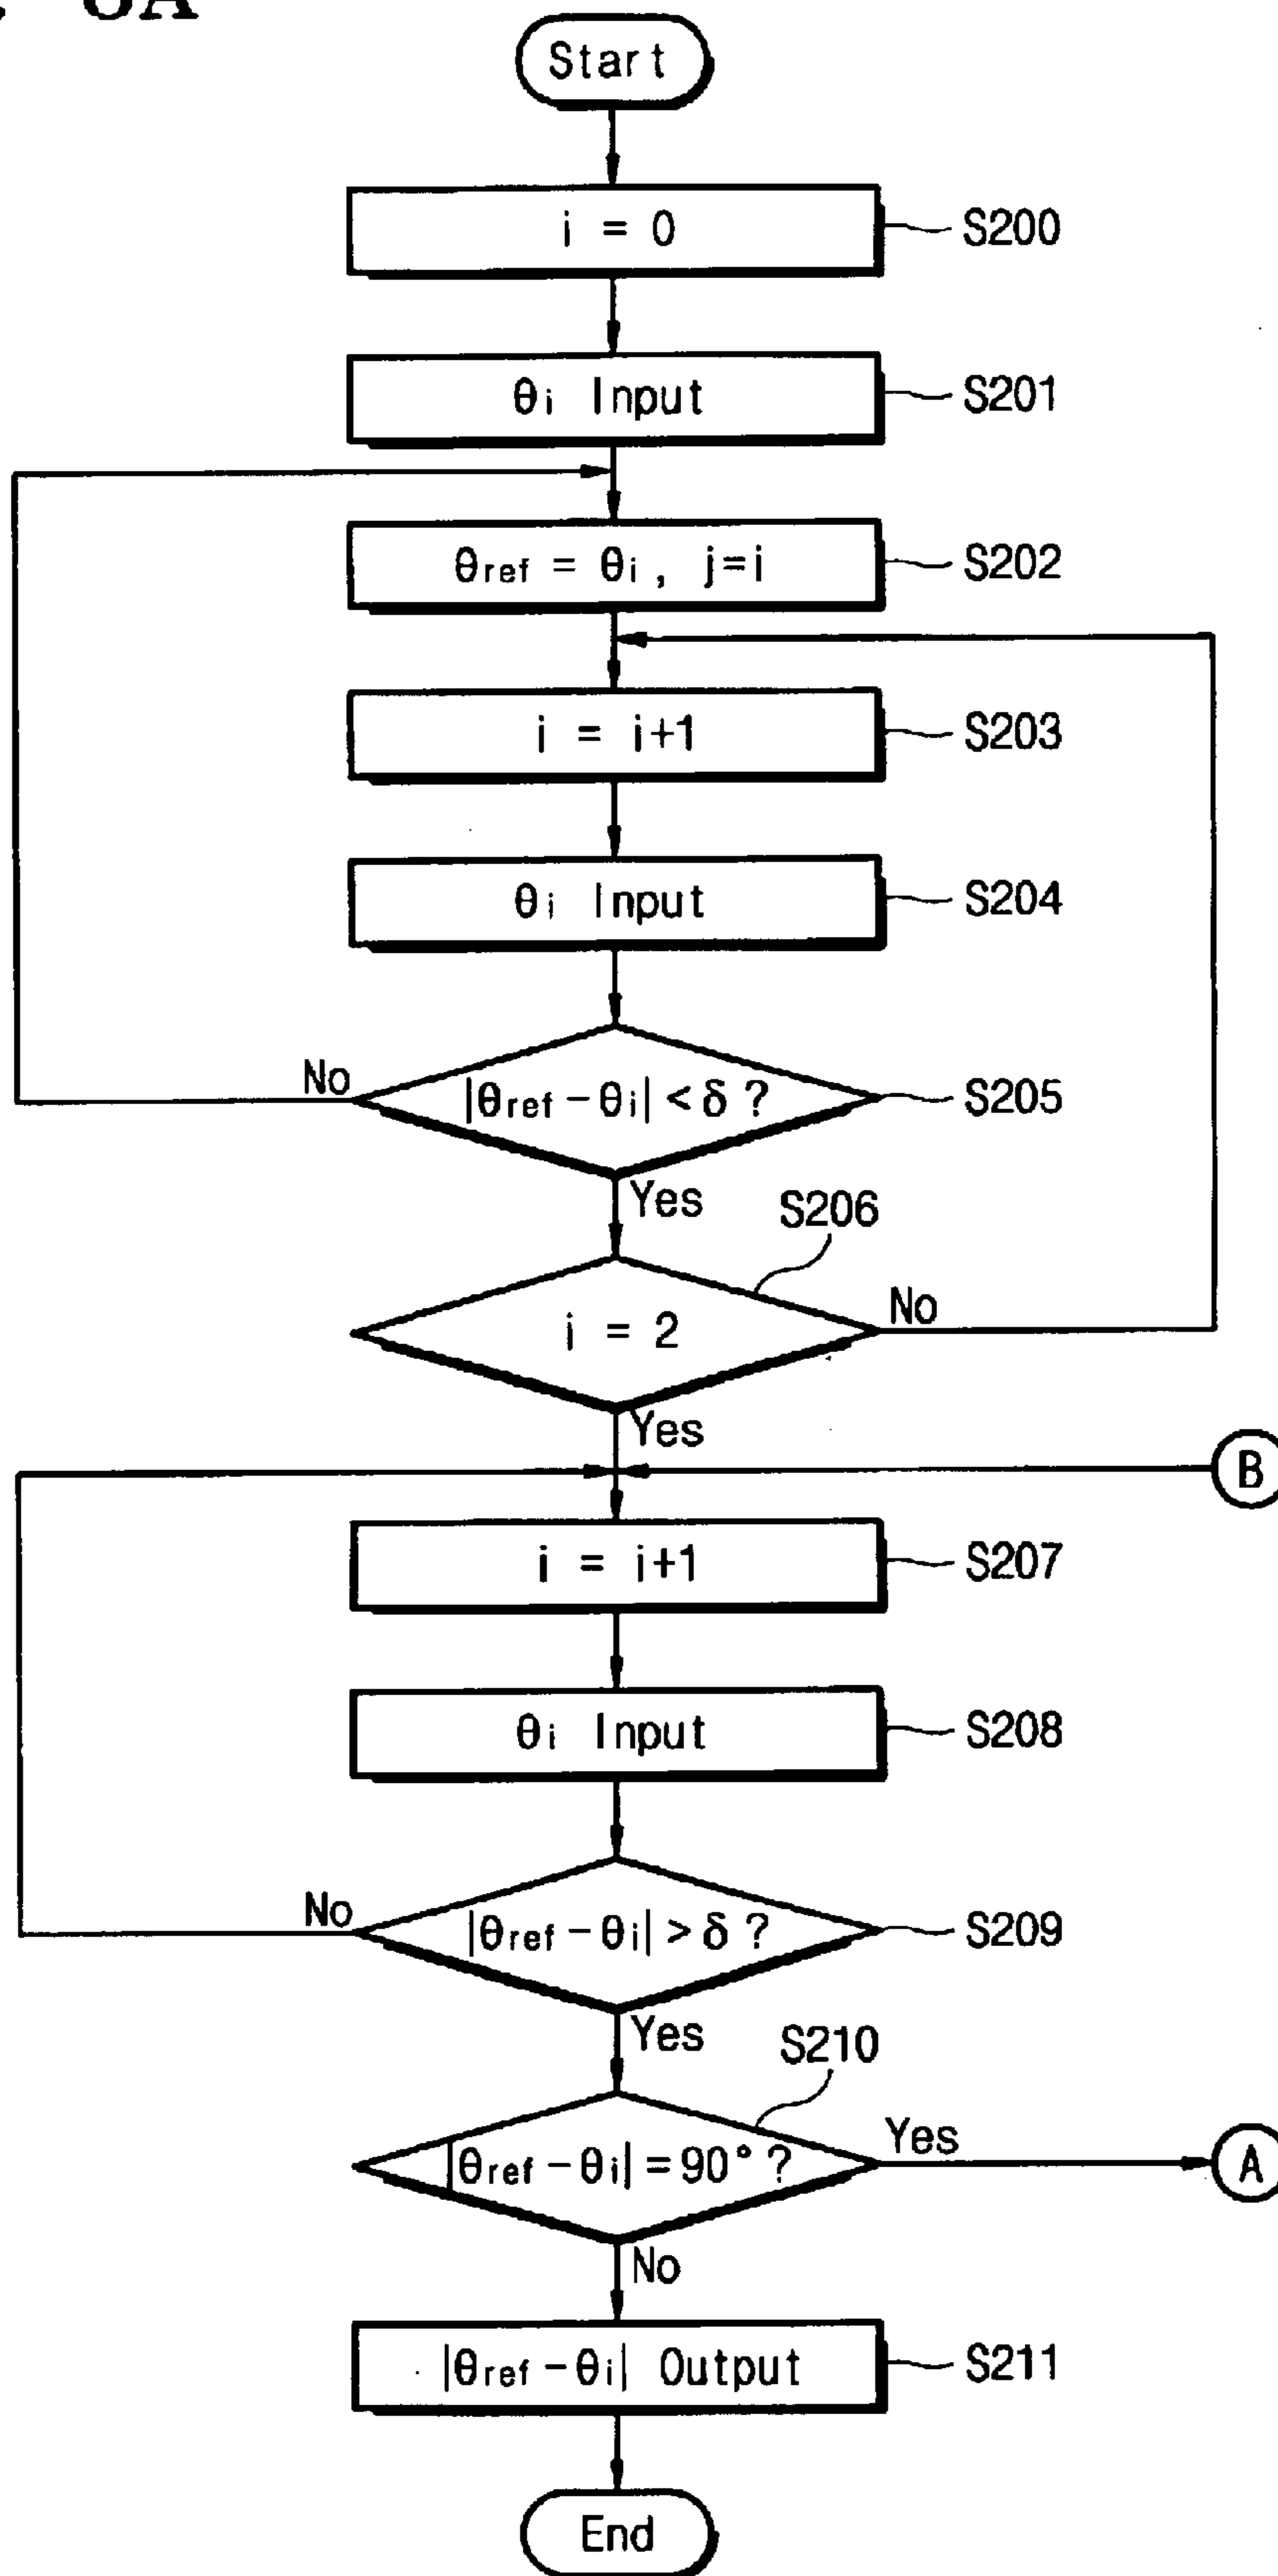 8A
Start
i = 0
S200
θi Input
S201
θref = θi, j=i
S202
i = i+1
S203
θi Input
S204
|θref - θi| < δ ?
S205
No
Yes
S206
i = 2
No
Yes
B
i = i+1
S207
θi Input
S208
|θref - θi| > δ ?
S209
No
Yes
S210
|θref - θi| = 90° ?
Yes
A
No
|θref - θi| Output
S211
End